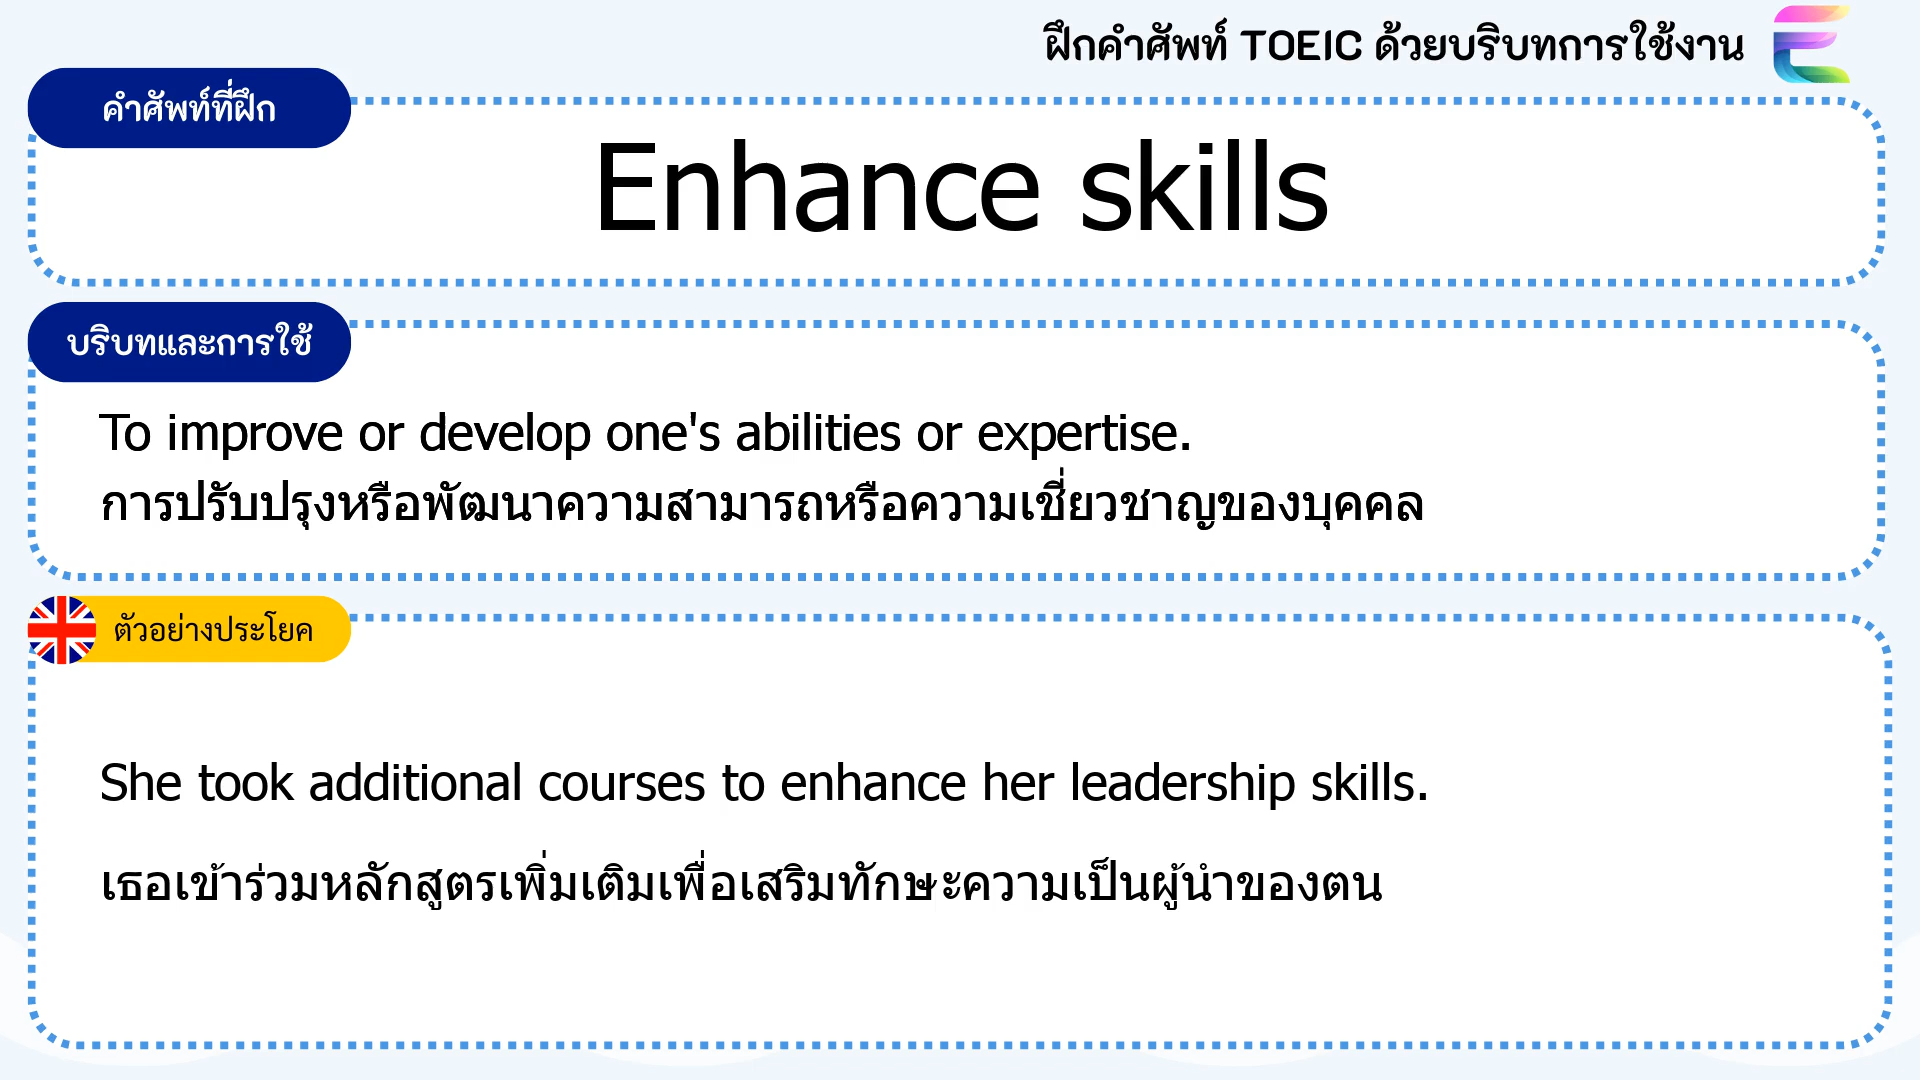 ฝึกคำศัพท์ TOEIC ด้วยบริบทการใช้งาน
คำศัพท์ที่ฝึก
Enhance skills
บริบทและการใช้
To improve or develop one's abilities or expertise.
การปรับปรุงหรือพัฒนาความสามารถหรือความเชี่ยวชาญของบุคคล
ตัวอย่างประโยค
She took additional courses to enhance her leadership skills.
เธอเข้าร่วมหลักสูตรเพิ่มเติมเพื่อเสริมทักษะความเป็นผู้นำของตน